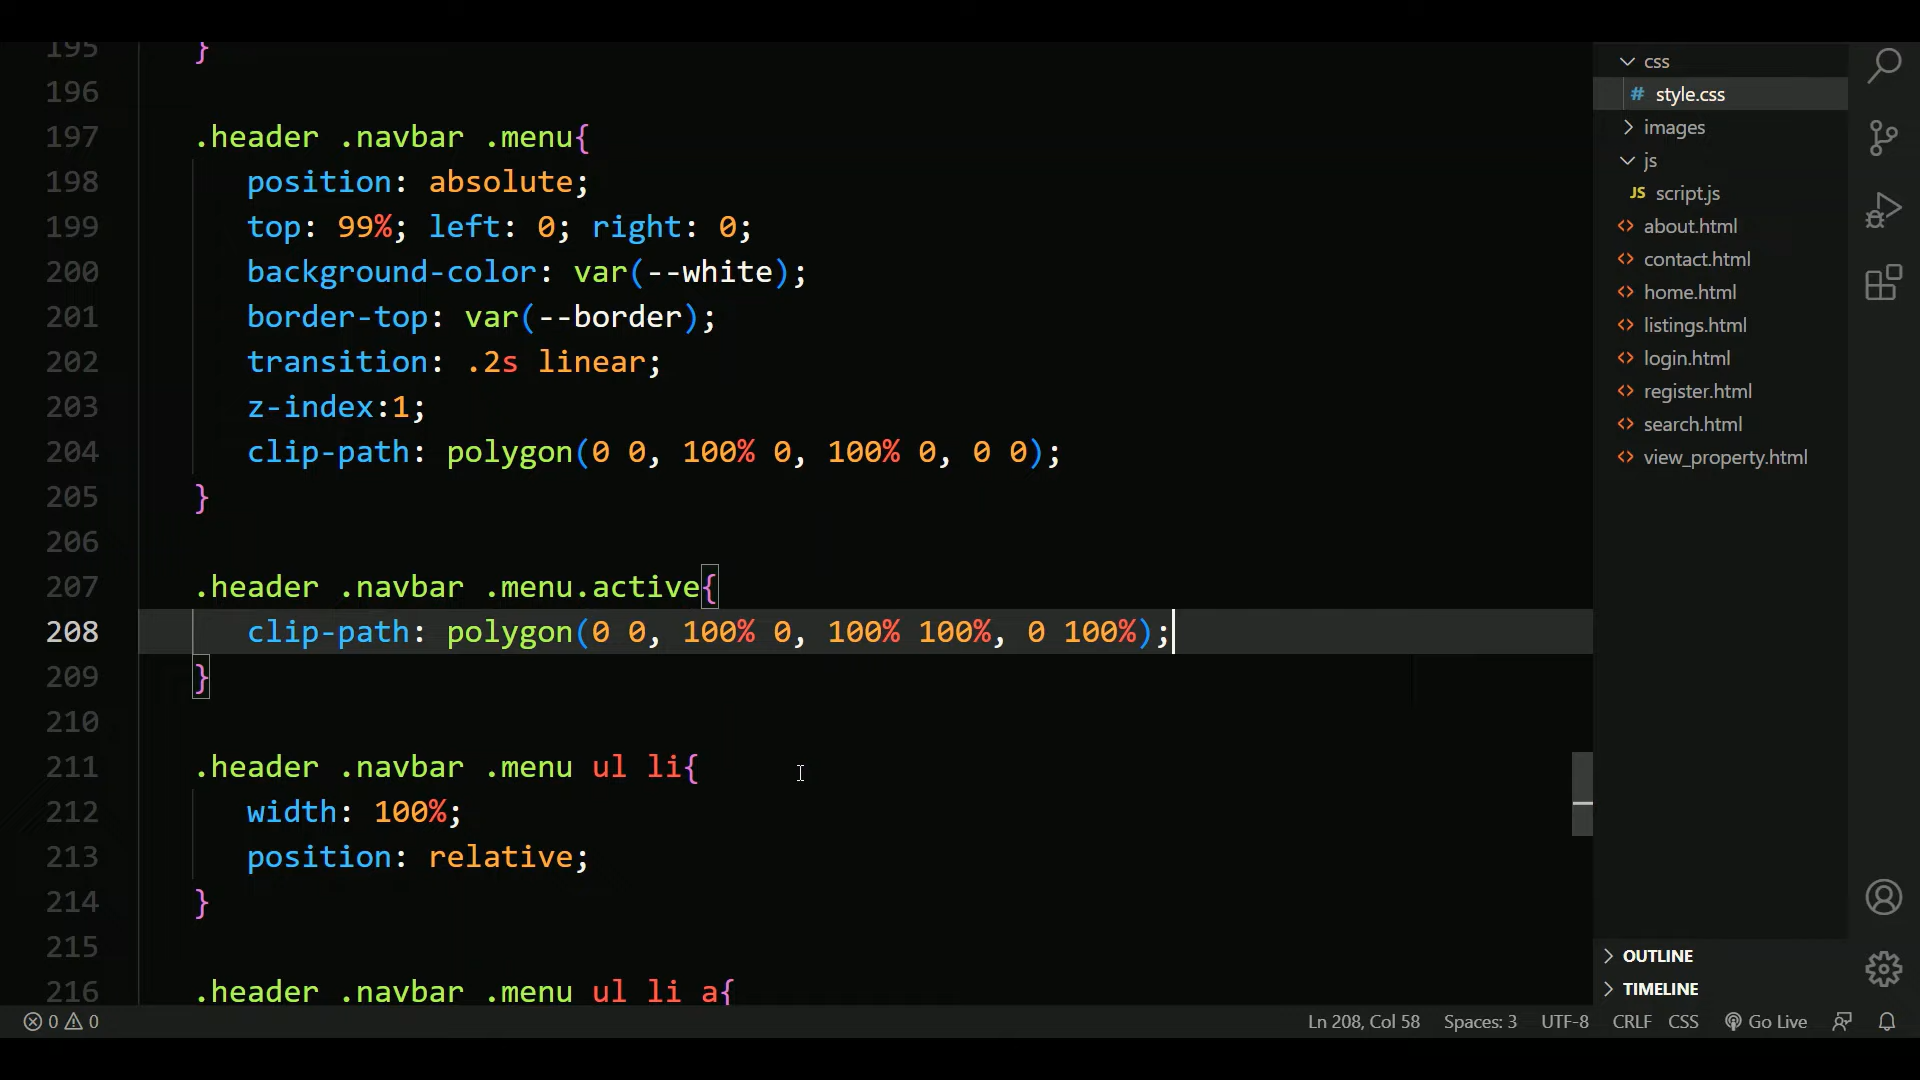 195 }
196
197 .header .navbar .menu{
198 position: absolute;
199 top: 99%; left: 0; right: 0;
200 background-color: var(--white);
201 border-top: var(--border);
202 transition: .2s linear;
203 z-index:1;
204 clip-path: polygon(0 0, 100% 0, 100% 0, 0 0);
205 }
206
207 .header .navbar .menu.active{
208 clip-path: polygon(0 0, 100% 0, 100% 100%, 0 100%);
209 }
210
211 .header .navbar .menu ul li{
212 width: 100%;
213 position: relative;
214 }
215
216 .header .navbar .menu ul li a{
css
# style.css
images
js
JS script.js
about.html
contact.html
home.html
listings.html
login.html
register.html
search.html
view_property.html
OUTLINE
TIMELINE
0 0 Ln 208, Col 58 Spaces: 3 UTF-8 CRLF CSS Go Live